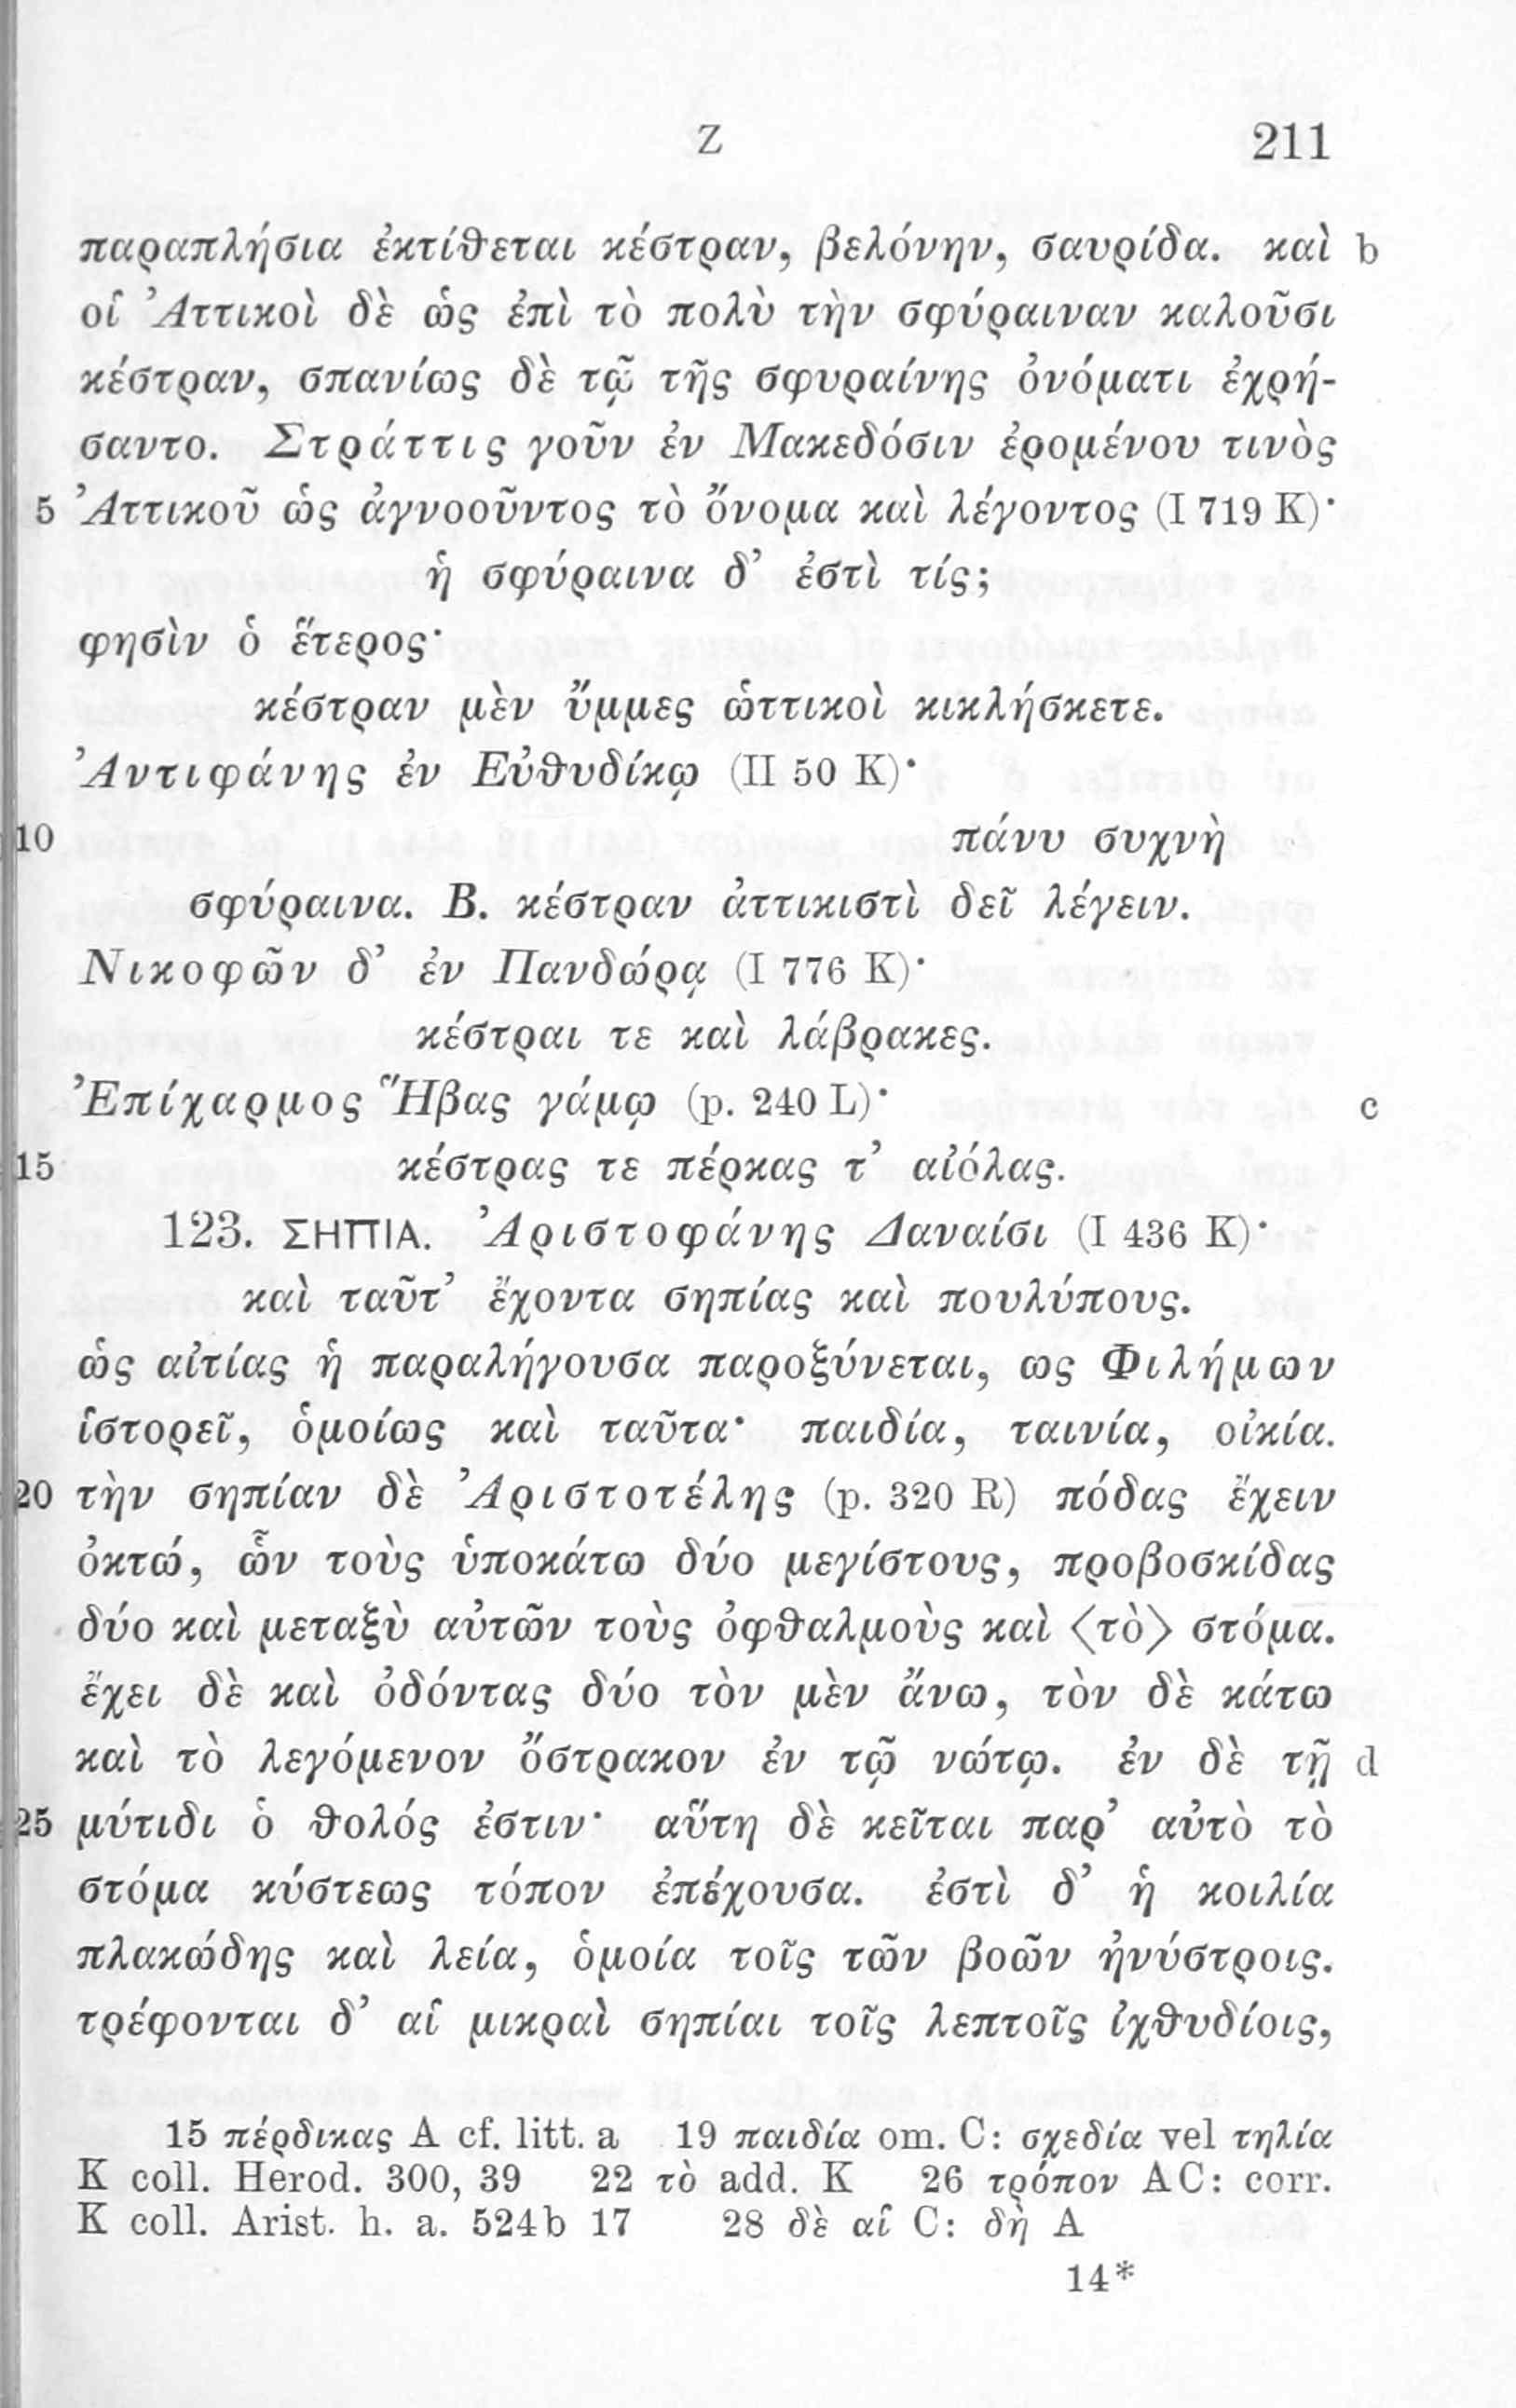 Z 211
παραπλήσια ἐκτίθεται κέστραν, βελόνην, σαυρίδα. καὶ b
οἱ Ἀττικοὶ δὲ ὡς ἐπὶ τὸ πολὺ τὴν σφύραιναν καλοῦσι
κέστραν, σπανίως δὲ τῷ τῆς σφυραίνης ὀνόματι ἐχρή-
σαντο. Στράττις γοῦν ἐν Μακεδόσιν ἐρομένου τινὸς
5 Ἀττικοῦ ὡς ἀγνοοῦντος τὸ ὄνομα καὶ λέγοντος (I 719 K)·
ἡ σφύραινα δ’ ἐστὶ τίς;
φησὶν ὁ ἕτερος·
κέστραν μὲν ὔμμες ὡττικοὶ κικλήσκετε.
Ἀντιφάνης ἐν Εὐθυδίκῳ (II 50 K)·
10 πάνυ συχνὴ
σφύραινα. B. κέστραν ἀττικιστὶ δεῖ λέγειν.
Νικοφῶν δ’ ἐν Πανδώρᾳ (I 776 K)·
κέστραι τε καὶ λάβρακες.
Ἐπίχαρμος Ἥβας γάμῳ (p. 240 L)· c
15 κέστρας τε πέρκας τ’ αἰόλας.
123. ΣΗΠΙΑ. Ἀριστοφάνης Δαναίσι (I 436 K)·
καὶ ταῦτ’ ἔχοντα σηπίας καὶ πουλύπους.
ὡς αἰτίας ἡ παραλήγουσα παροξύνεται, ως Φιλήμων
ἱστορεῖ, ὁμοίως καὶ ταῦτα· παιδία, ταινία, οἰκία.
20 τὴν σηπίαν δὲ Ἀριστοτέλης (p. 320 R) πόδας ἔχειν
ὀκτώ, ὧν τοὺς ὑποκάτω δύο μεγίστους, προβοσκίδας
δύο καὶ μεταξὺ αὐτῶν τοὺς ὀφθαλμοὺς καὶ ⟨τὸ⟩ στόμα.
ἔχει δὲ καὶ ὀδόντας δύο τὸν μὲν ἄνω, τὸν δὲ κάτω
καὶ τὸ λεγόμενον ὄστρακον ἐν τῷ νώτῳ. ἐν δὲ τῇ d
25 μύτιδι ὁ θολός ἐστιν· αὕτη δὲ κεῖται παρ’ αὐτὸ τὸ
στόμα κύστεως τόπον ἐπέχουσα. ἐστὶ δ’ ἡ κοιλία
πλακώδης καὶ λεία, ὁμοία τοῖς τῶν βοῶν ἠνύστροις.
τρέφονται δ’ αἱ μικραὶ σηπίαι τοῖς λεπτοῖς ἰχθυδίοις,
15 πέρδικας A cf. litt. a 19 παιδία om. C: σχεδία vel τηλία
K coll. Herod. 300, 39 22 τὸ add. K 26 τρόπον AC: corr.
K coll. Arist. h. a. 524b 17 28 δὲ αἱ C: δὴ A
14*